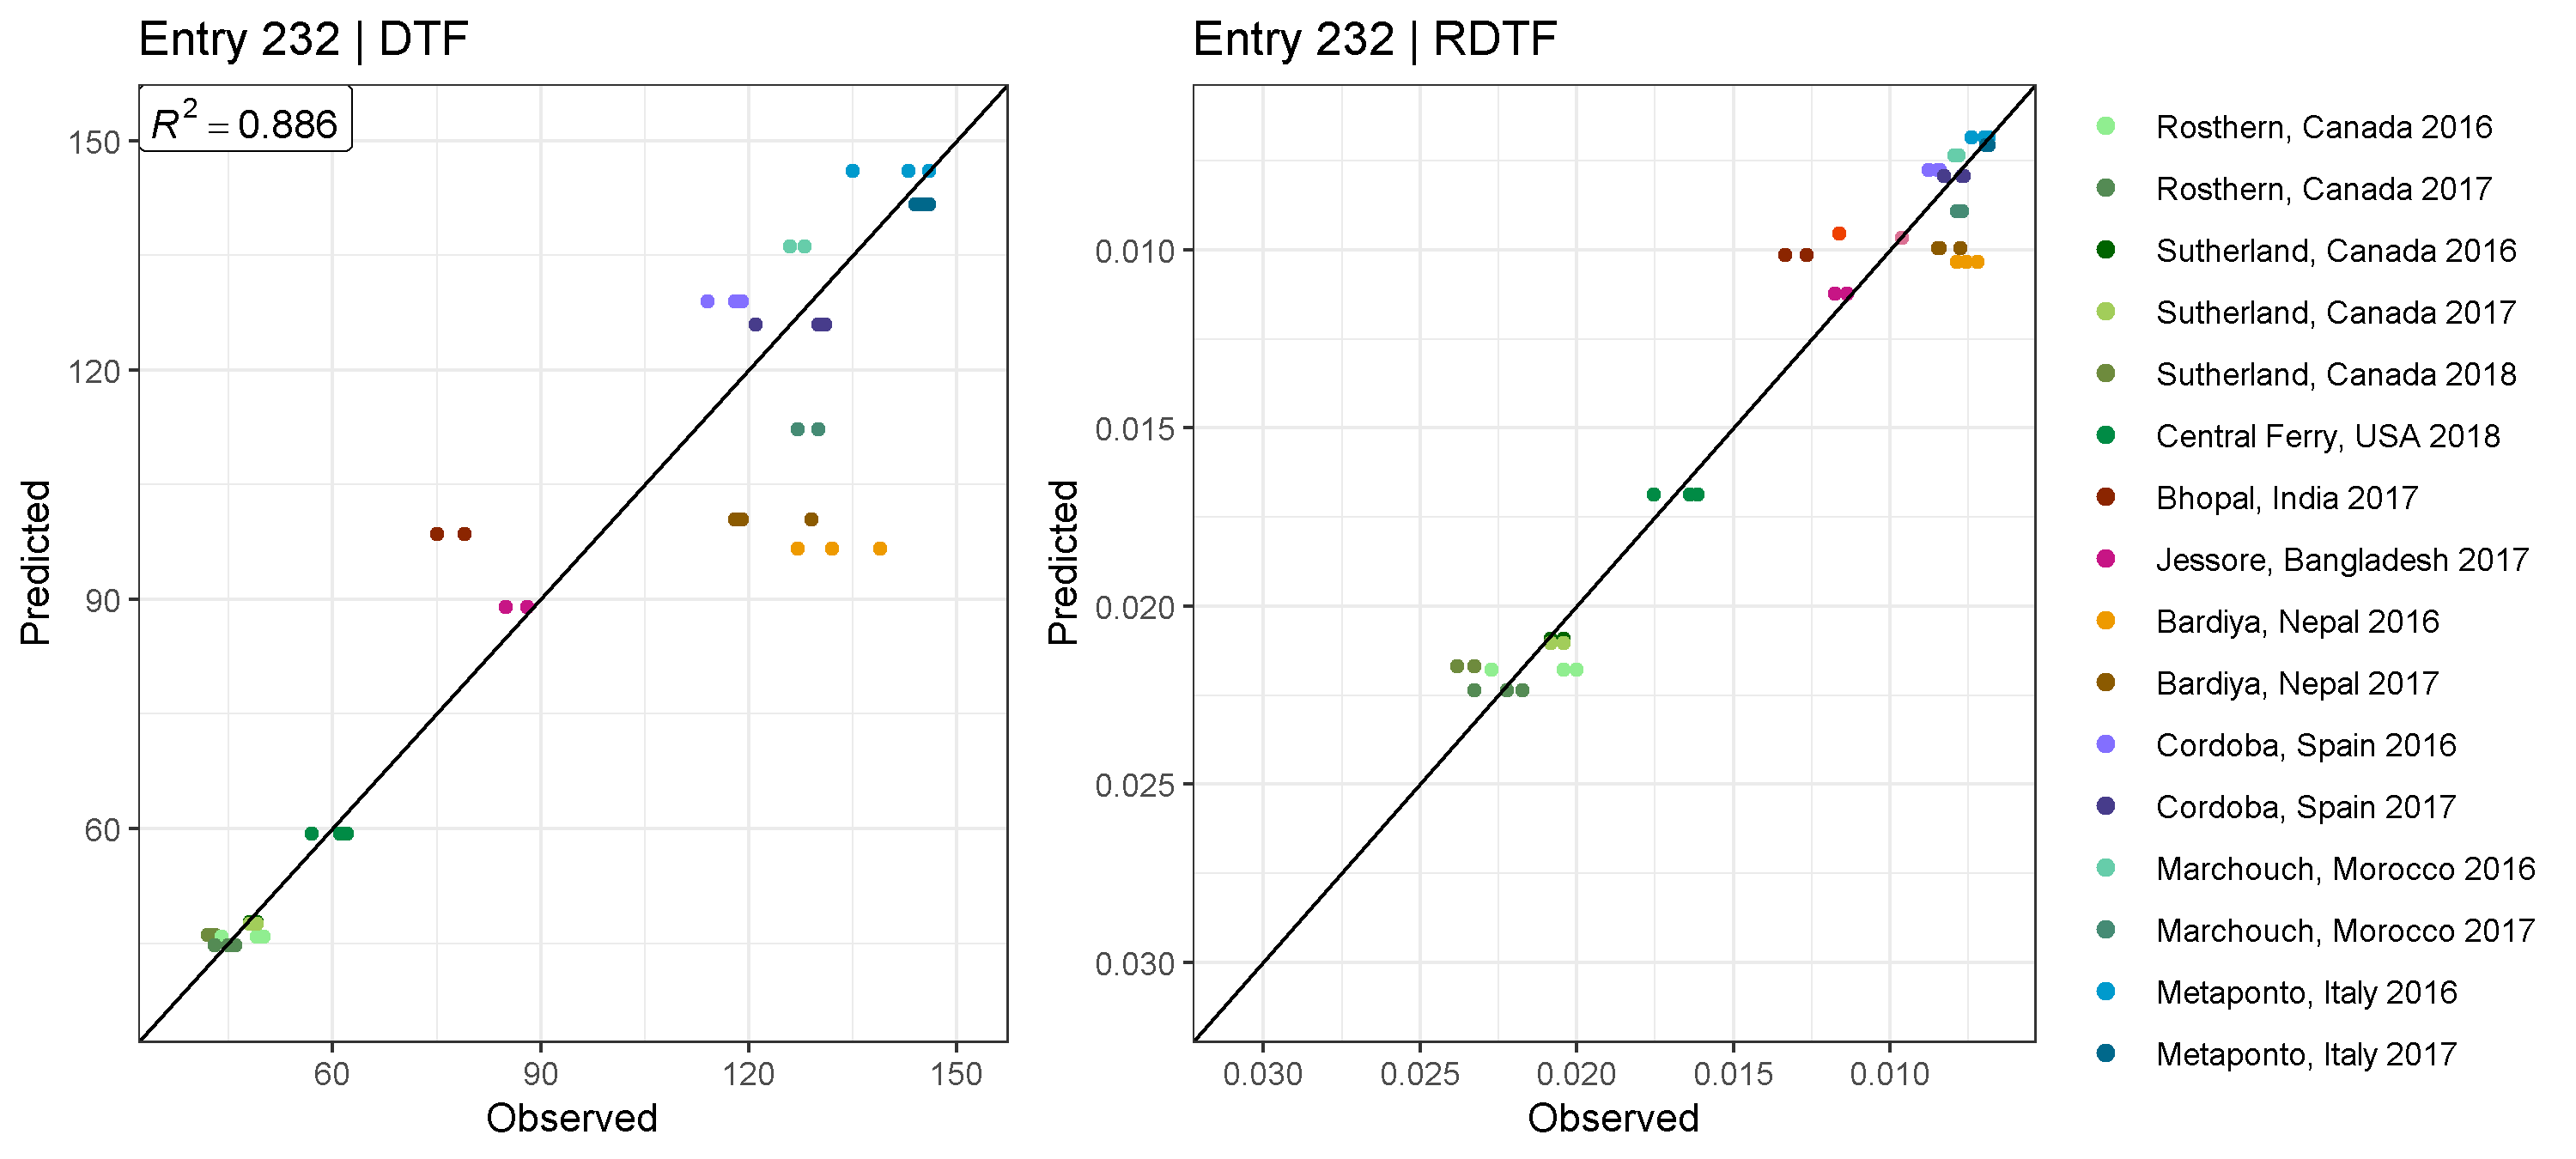 Entry 232 | DTF
R² = 0.886
150
120
90
60
Predicted
60
90
120
150
Observed
Entry 232 | RDTF
0.010
0.015
0.020
0.025
0.030
Predicted
0.030
0.025
0.020
0.015
0.010
Observed
Rosthern, Canada 2016
Rosthern, Canada 2017
Sutherland, Canada 2016
Sutherland, Canada 2017
Sutherland, Canada 2018
Central Ferry, USA 2018
Bhopal, India 2017
Jessore, Bangladesh 2017
Bardiya, Nepal 2016
Bardiya, Nepal 2017
Cordoba, Spain 2016
Cordoba, Spain 2017
Marchouch, Morocco 2016
Marchouch, Morocco 2017
Metaponto, Italy 2016
Metaponto, Italy 2017